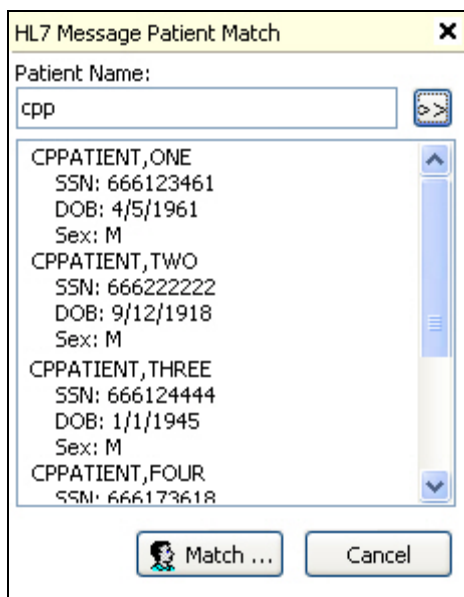 HL7 Message Patient Match
Patient Name:
cpp
>>
CPPATIENT,ONE
SSN: 666123461
DOB: 4/5/1961
Sex: M
CPPATIENT,TWO
SSN: 666222222
DOB: 9/12/1918
Sex: M
CPPATIENT,THREE
SSN: 666124444
DOB: 1/1/1945
Sex: M
CPPATIENT,FOUR
SSN: 666173618
Match ...
Cancel